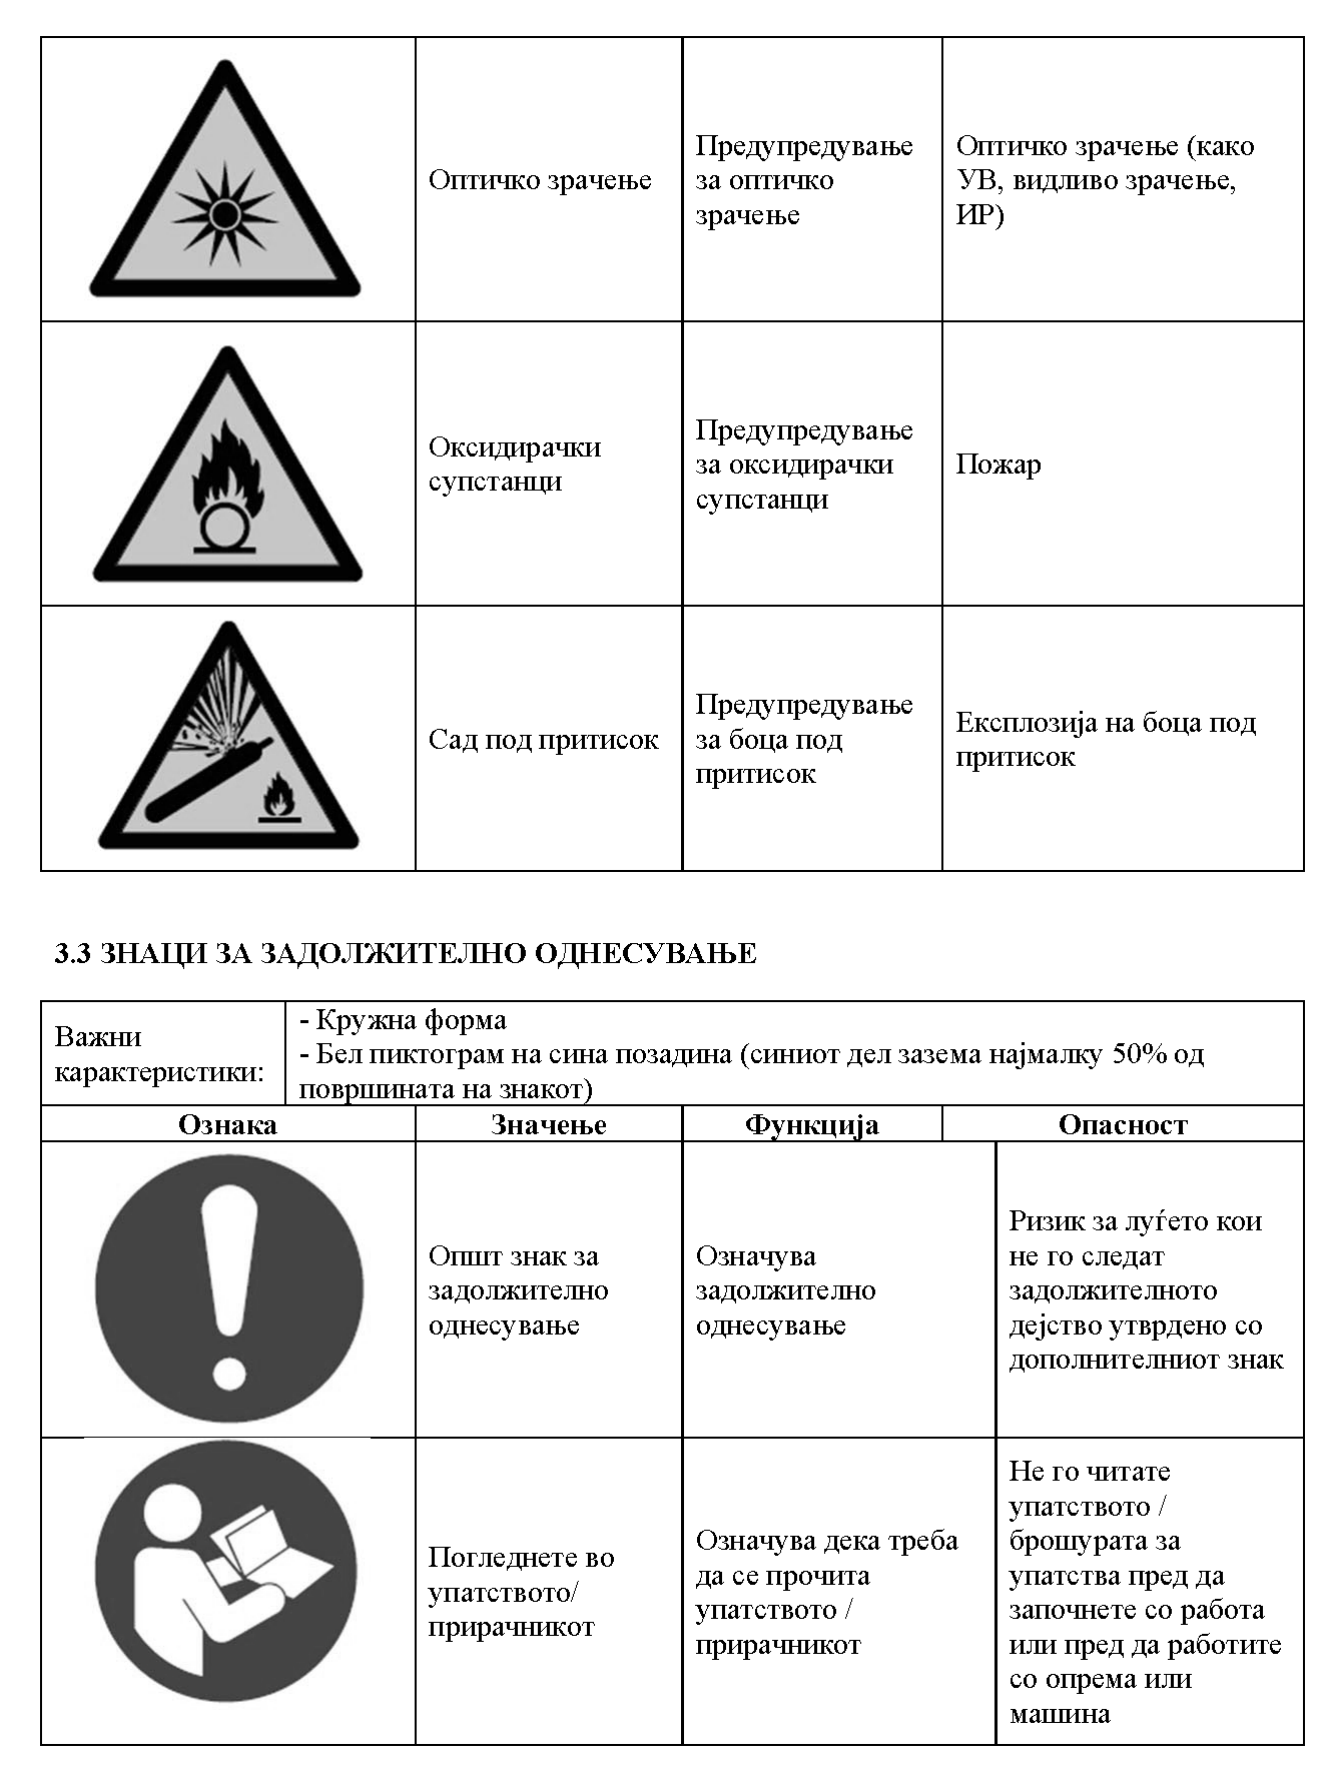 Оптичко зрачење
Предупредување
за оптичко
зрачење
Оптичко зрачење (како
УВ, видливо зрачење,
ИР)
Оксидирачки
супстанци
Предупредување
за оксидирачки
супстанци
Пожар
Сад под притисок
Предупредување
за боца под
притисок
Експлозија на боца под
притисок
3.3 ЗНАЦИ ЗА ЗАДОЛЖИТЕЛНО ОДНЕСУВАЊЕ
Важни
карактеристики:
- Кружна форма
- Бел пиктограм на сина позадина (синиот дел зазема најмалку 50% од
површината на знакот)
Ознака
Значење
Функција
Опасност
Општ знак за
задолжително
однесување
Означува
задолжително
однесување
Ризик за луѓето кои
не го следат
задолжителното
дејство утврдено со
дополнителниот знак
Погледнете во
упатството/
прирачникот
Означува дека треба
да се прочита
упатството /
прирачникот
Не го читате
упатството /
брошурата за
упатства пред да
започнете со работа
или пред да работите
со опрема или
машина